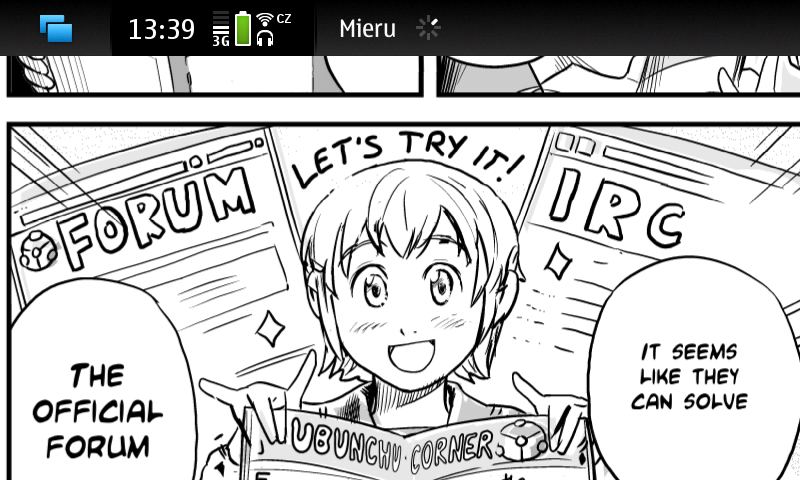 13:39
3G
CZ
Mieru
LET'S TRY IT!
FORUM
IRC
THE
OFFICIAL
FORUM
IT SEEMS
LIKE THEY
CAN SOLVE
UBUNCHU CORNER